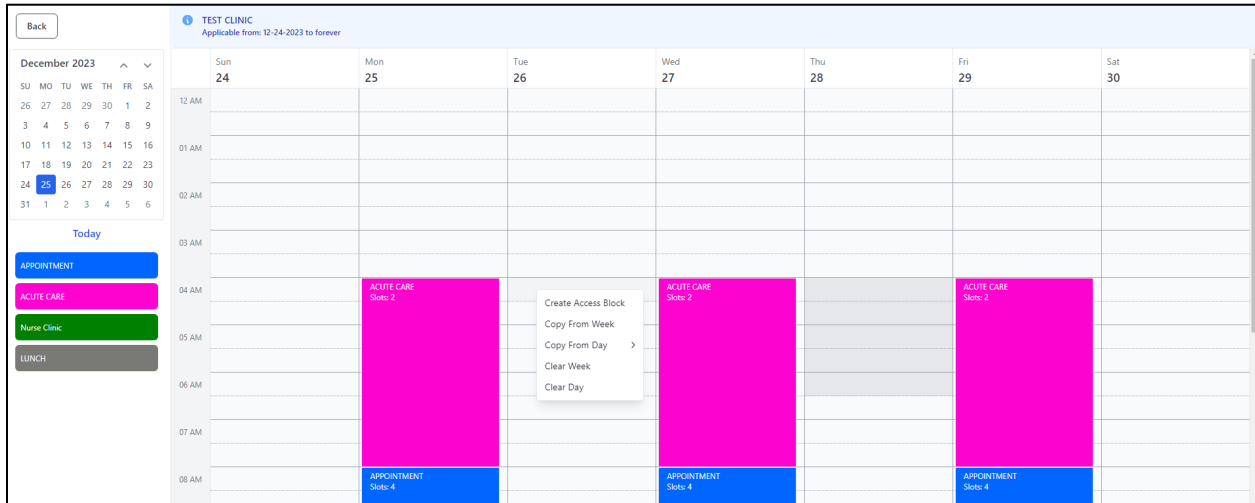 Back
TEST CLINIC
Applicable from: 12-24-2023 to forever
December 2023
SU MO TU WE TH FR SA
26 27 28 29 30 1 2
3 4 5 6 7 8 9
10 11 12 13 14 15 16
17 18 19 20 21 22 23
24 25 26 27 28 29 30
31 1 2 3 4 5 6
Today
APPOINTMENT
ACUTE CARE
Nurse Clinic
LUNCH
Sun Mon Tue Wed Thu Fri Sat
24 25 26 27 28 29 30
12 AM
01 AM
02 AM
03 AM
04 AM
05 AM
06 AM
07 AM
08 AM
ACUTE CARE
Slots: 2
APPOINTMENT
Slots: 4
Create Access Block
Copy From Week
Copy From Day
Clear Week
Clear Day
ACUTE CARE
Slots: 2
APPOINTMENT
Slots: 4
ACUTE CARE
Slots: 2
APPOINTMENT
Slots: 4